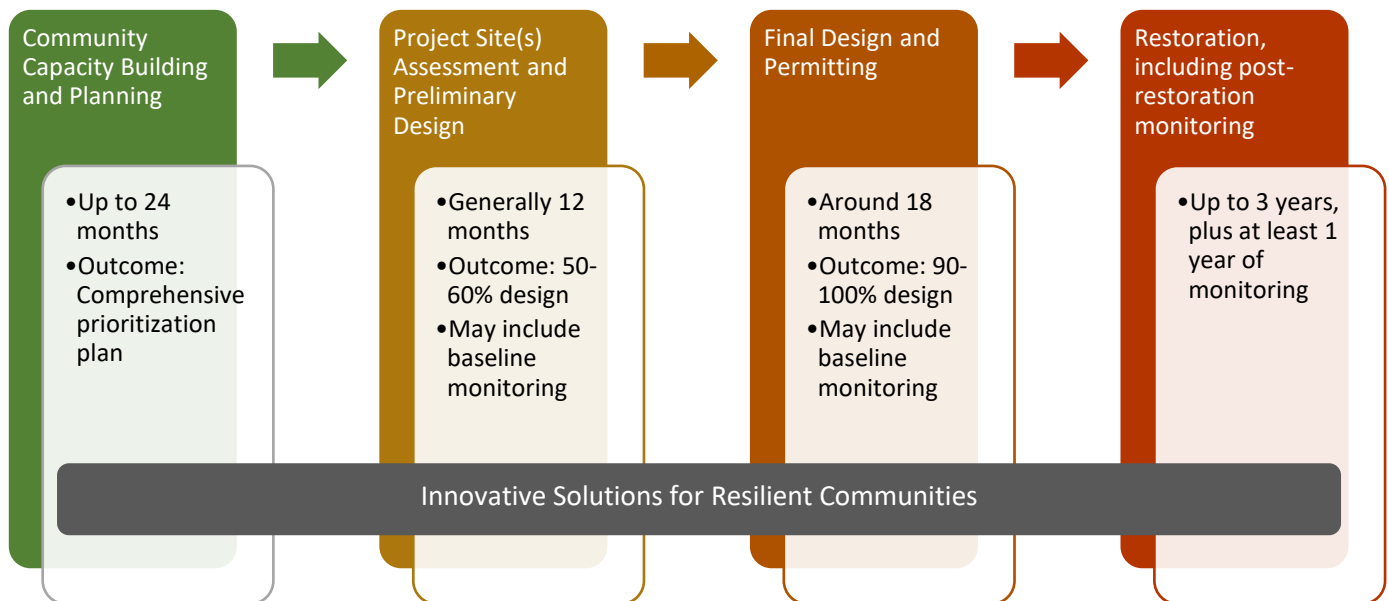 Community
Capacity Building
and Planning
•Up to 24
months
•Outcome:
Comprehensive
prioritization
plan
Project Site(s)
Assessment and
Preliminary
Design
•Generally 12
months
•Outcome: 50-
60% design
•May include
baseline
monitoring
Final Design and
Permitting
•Around 18
months
•Outcome: 90-
100% design
•May include
baseline
monitoring
Restoration,
including post-
restoration
monitoring
•Up to 3 years,
plus at least 1
year of
monitoring
Innovative Solutions for Resilient Communities